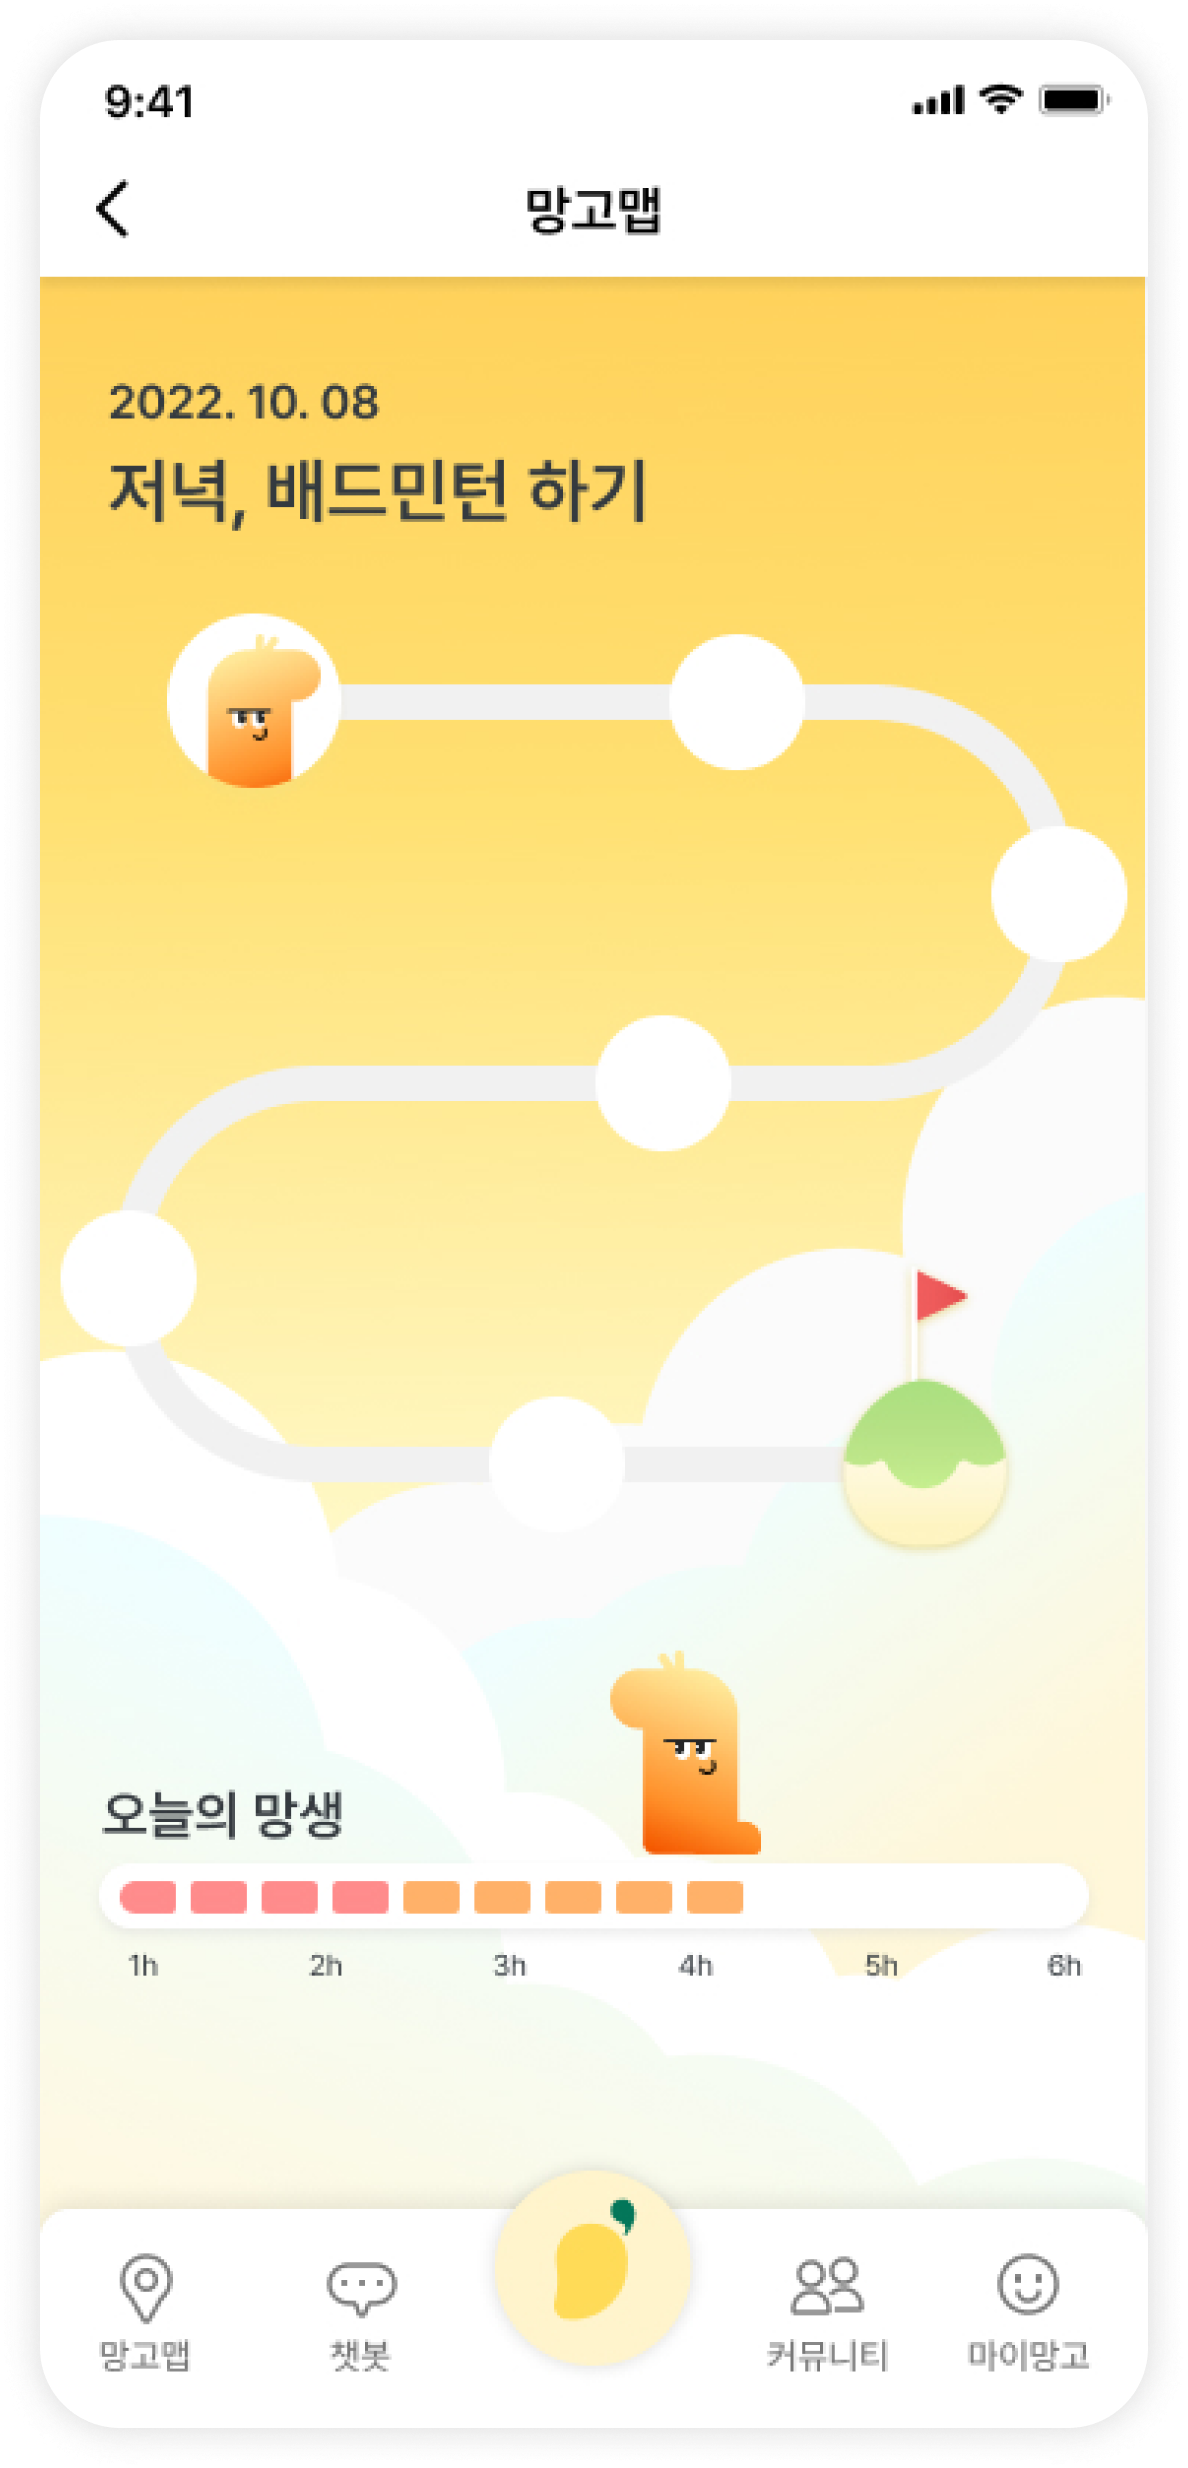 9:41
망고맵
2022. 10. 08
저녁, 배드민턴 하기
오늘의 망생
1h 2h 3h 4h 5h 6h
망고맵 챗봇 커뮤니티 마이망고